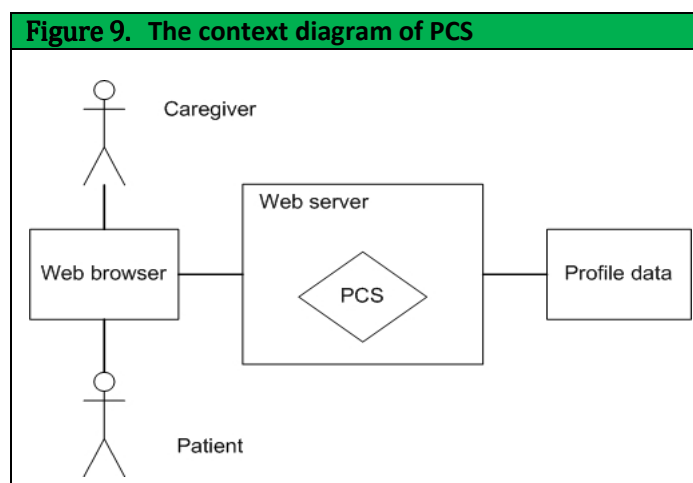 Figure 9. The context diagram of PCS
Caregiver
Web server
Web browser
PCS
Profile data
Patient